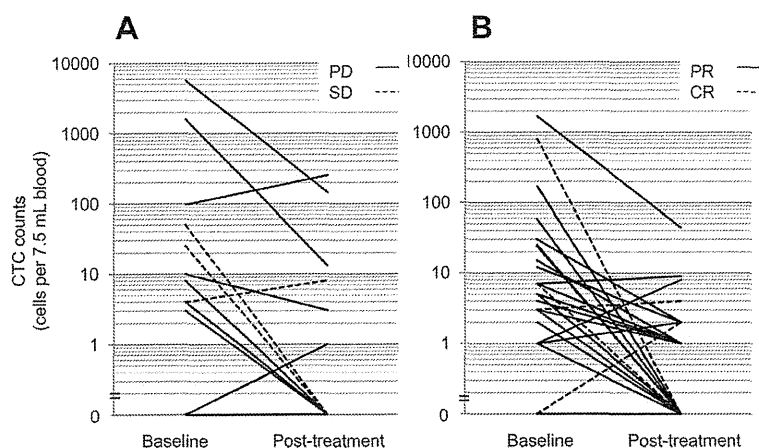 A
B
CTC counts
(cells per 7.5 mL blood)
10000
1000
100
10
1
0
PD
SD
Baseline
Post-treatment
10000
1000
100
10
1
0
PR
CR
Baseline
Post-treatment